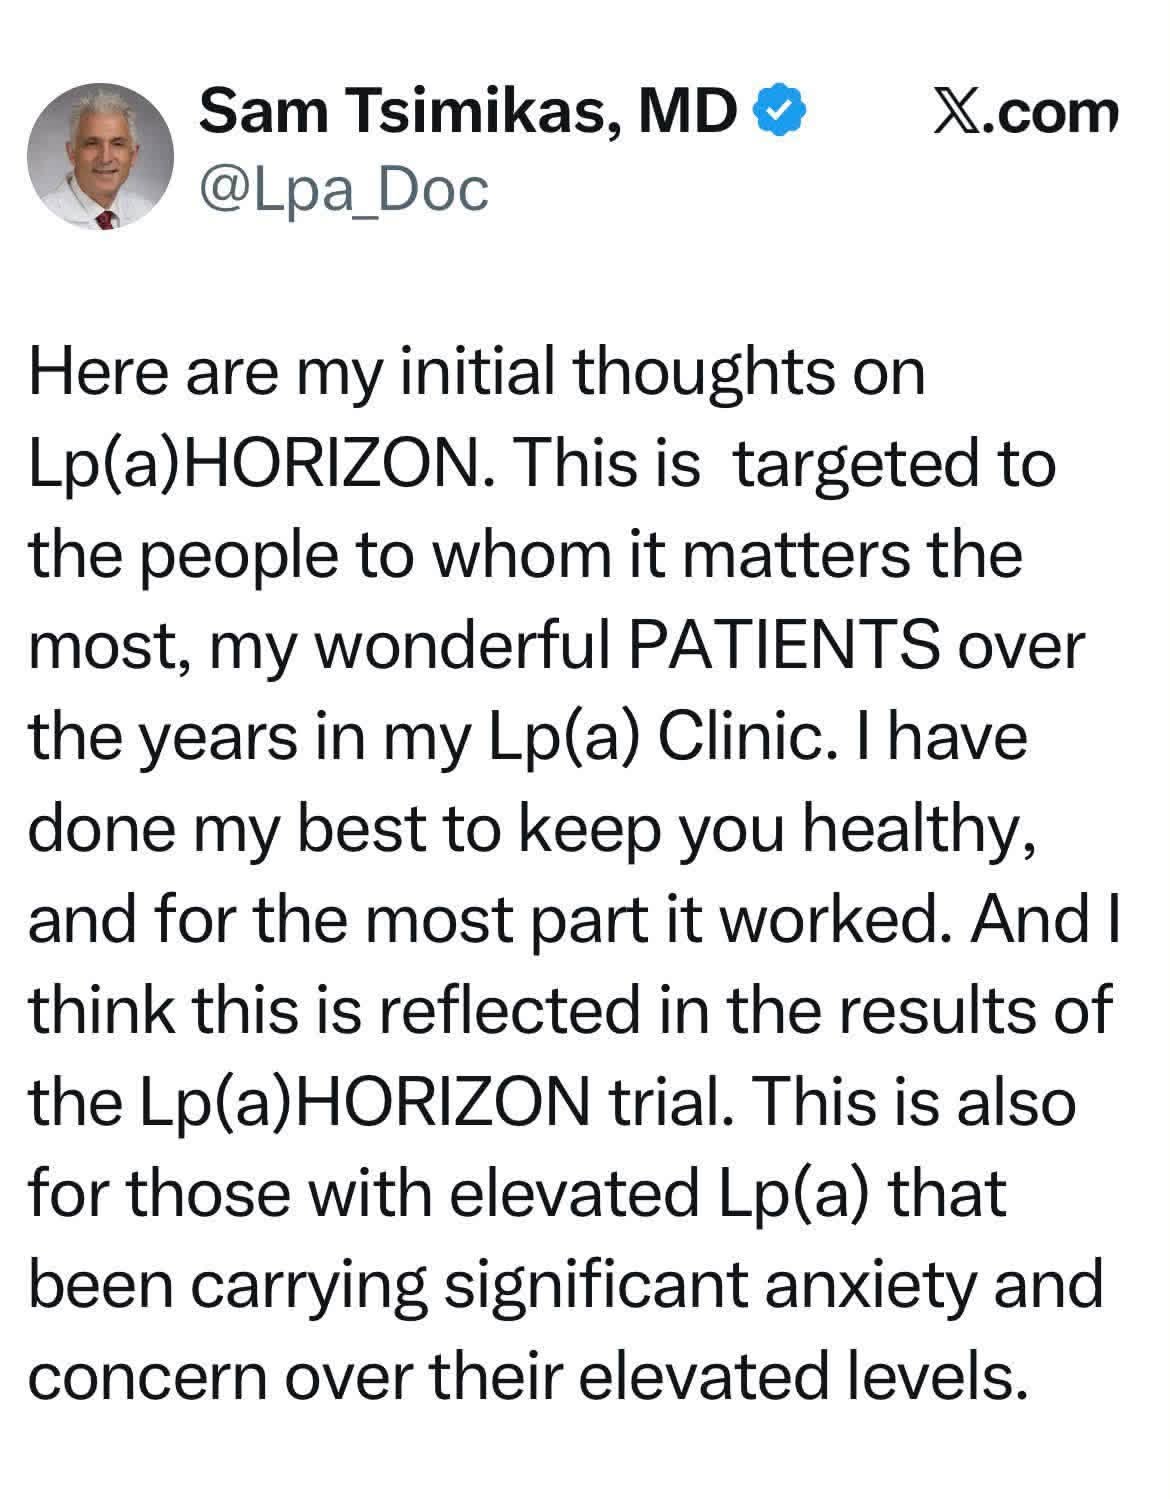 Sam Tsimikas, MD
X.com
@Lpa_Doc
Here are my initial thoughts on
Lp(a)HORIZON. This is  targeted to
the people to whom it matters the
most, my wonderful PATIENTS over
the years in my Lp(a) Clinic. I have
done my best to keep you healthy,
and for the most part it worked. And I
think this is reflected in the results of
the Lp(a)HORIZON trial. This is also
for those with elevated Lp(a) that
been carrying significant anxiety and
concern over their elevated levels.